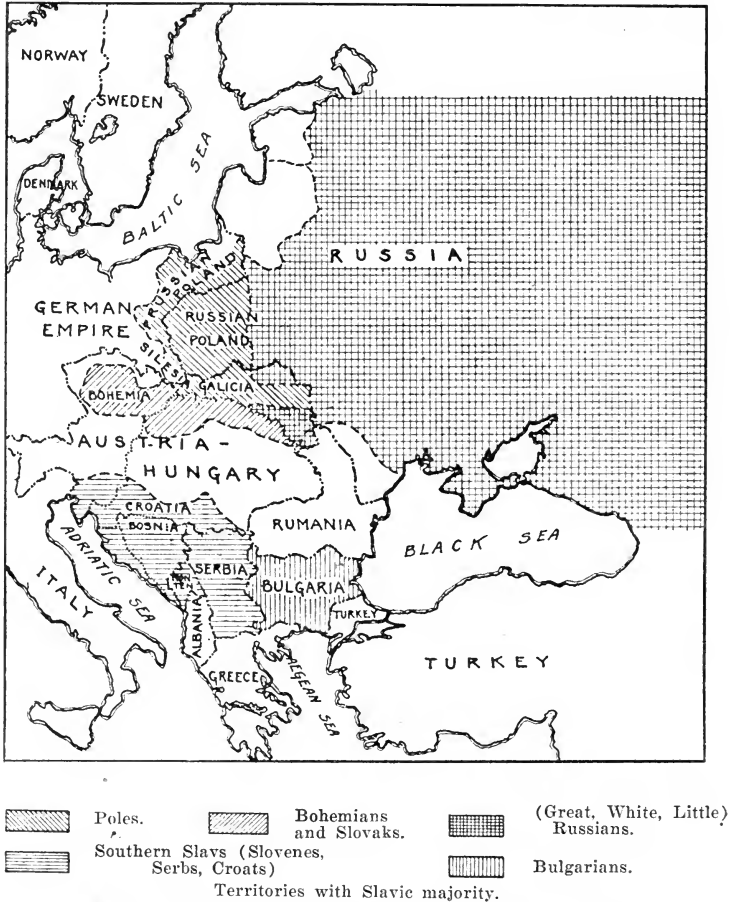 NORWAY
SWEDEN
DENMARK
BALTIC SEA
RUSSIA
PRUSSIAN
POLAND
GERMAN
EMPIRE
RUSSIAN
POLAND
SILESIA
GALICIA
BOHEMIA
AUSTRIA-
HUNGARY
CROATIA
BOSNIA
RUMANIA
BLACK SEA
ADRIATIC SEA
SERBIA
BULGARIA
ITALY
ALBANIA
TURKEY
GREECE
AEGEAN SEA
TURKEY
Poles.
Bohemians
and Slovaks.
(Great, White, Little)
Russians.
Southern Slavs (Slovenes,
Serbs, Croats)
Bulgarians.
Territories with Slavic majority.